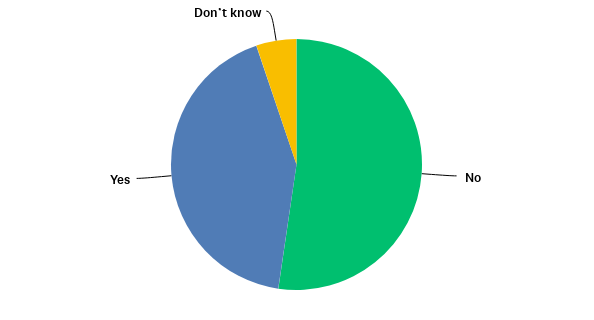 Don't know
Yes
No